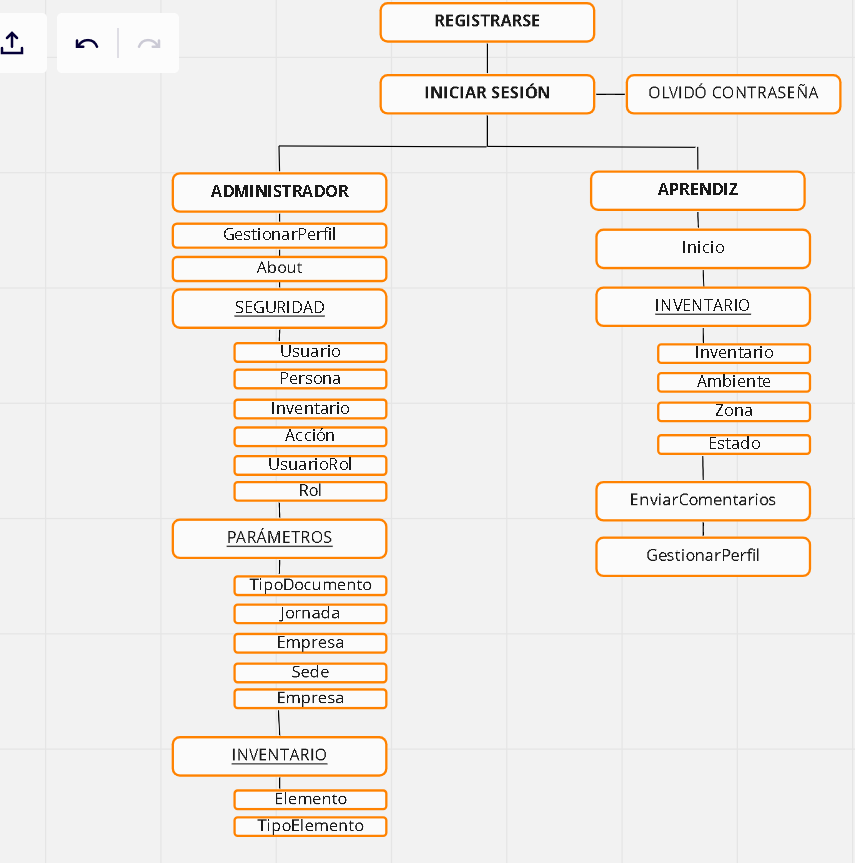 REGISTRARSE
INICIAR SESIÓN
OLVIDÓ CONTRASEÑA
ADMINISTRADOR
GestionarPerfil
About
SEGURIDAD
Usuario
Persona
Inventario
Acción
UsuarioRol
Rol
PARÁMETROS
TipoDocumento
Jornada
Empresa
Sede
Empresa
INVENTARIO
Elemento
TipoElemento
APRENDIZ
Inicio
INVENTARIO
Inventario
Ambiente
Zona
Estado
EnviarComentarios
GestionarPerfil